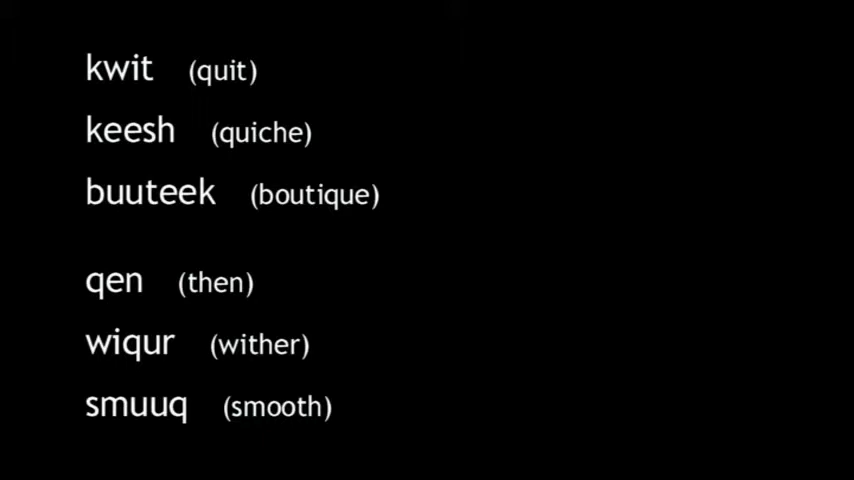 kwit (quit)
keesh (quiche)
buuteek (boutique)
qen (then)
wiqur (wither)
smuuq (smooth)